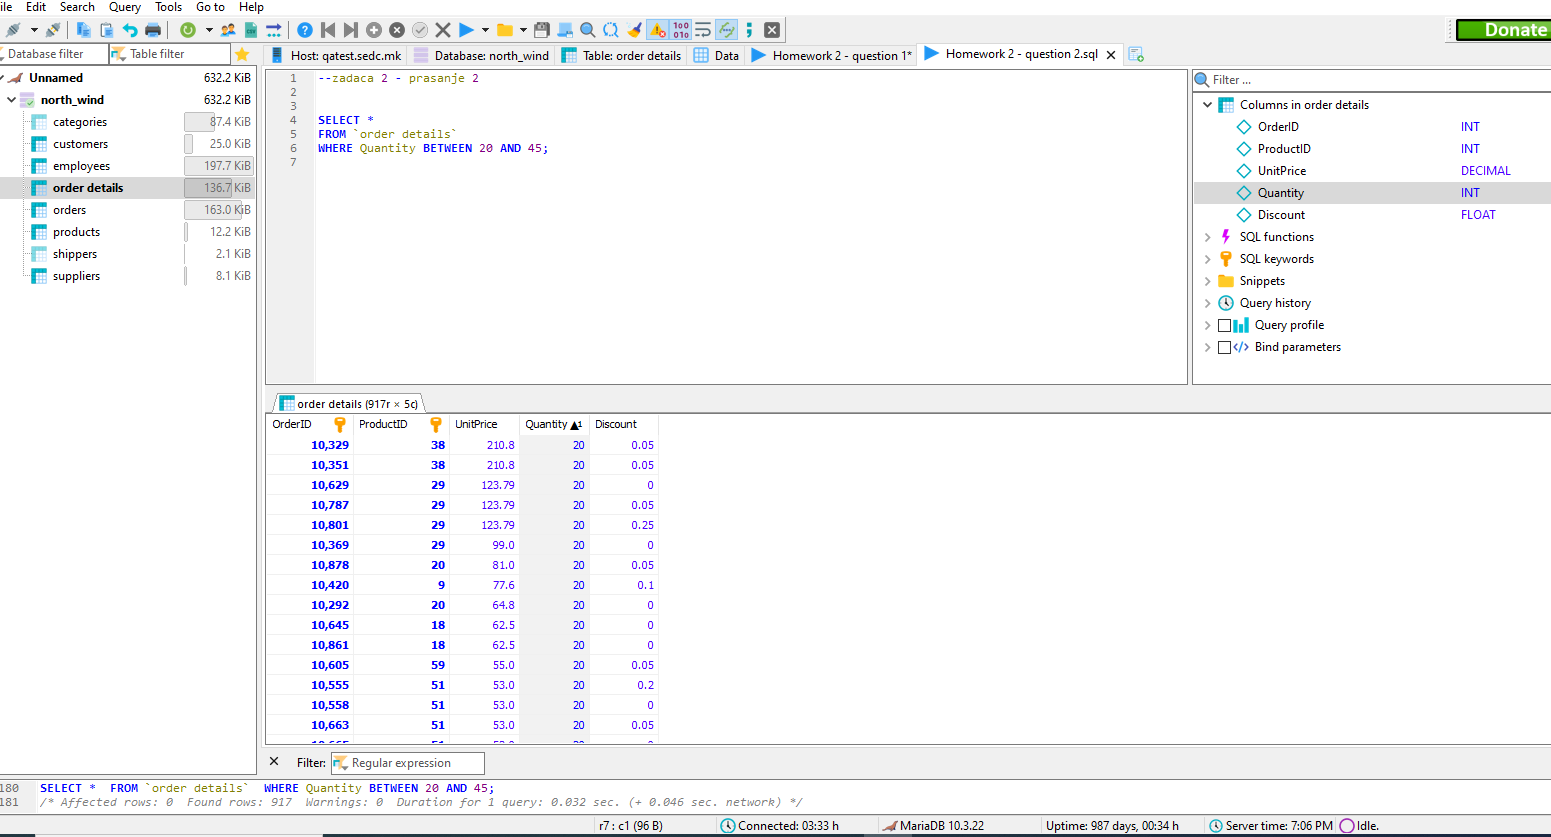 ile Edit Search Query Tools Go to Help
Donate
Database filter Table filter
Host: qatest.sedc.mk Database: north_wind Table: order details Data Homework 2 - question 1* Homework 2 - question 2.sql
Unnamed 632.2 KiB
north_wind 632.2 KiB
categories 87.4 KiB
customers 25.0 KiB
employees 197.7 KiB
order details 136.7 KiB
orders 163.0 KiB
products 12.2 KiB
shippers 2.1 KiB
suppliers 8.1 KiB
1 --zadaca 2 - prasanje 2
2
3
4 SELECT *
5 FROM `order details`
6 WHERE Quantity BETWEEN 20 AND 45;
7
Filter ...
Columns in order details
OrderID INT
ProductID INT
UnitPrice DECIMAL
Quantity INT
Discount FLOAT
SQL functions
SQL keywords
Snippets
Query history
Query profile
Bind parameters
order details (917r × 5c)
OrderID ProductID UnitPrice Quantity ▲1 Discount
10,329 38 210.8 20 0.05
10,351 38 210.8 20 0.05
10,629 29 123.79 20 0
10,787 29 123.79 20 0.05
10,801 29 123.79 20 0.25
10,369 29 99.0 20 0
10,878 20 81.0 20 0.05
10,420 9 77.6 20 0.1
10,292 20 64.8 20 0
10,645 18 62.5 20 0
10,861 18 62.5 20 0
10,605 59 55.0 20 0.05
10,555 51 53.0 20 0.2
10,558 51 53.0 20 0
10,663 51 53.0 20 0.05
Filter: Regular expression
180 SELECT * FROM `order details` WHERE Quantity BETWEEN 20 AND 45;
181 /* Affected rows: 0 Found rows: 917 Warnings: 0 Duration for 1 query: 0.032 sec. (+ 0.046 sec. network) */
r7 : c1 (96 B) Connected: 03:33 h MariaDB 10.3.22 Uptime: 987 days, 00:34 h Server time: 7:06 PM Idle.